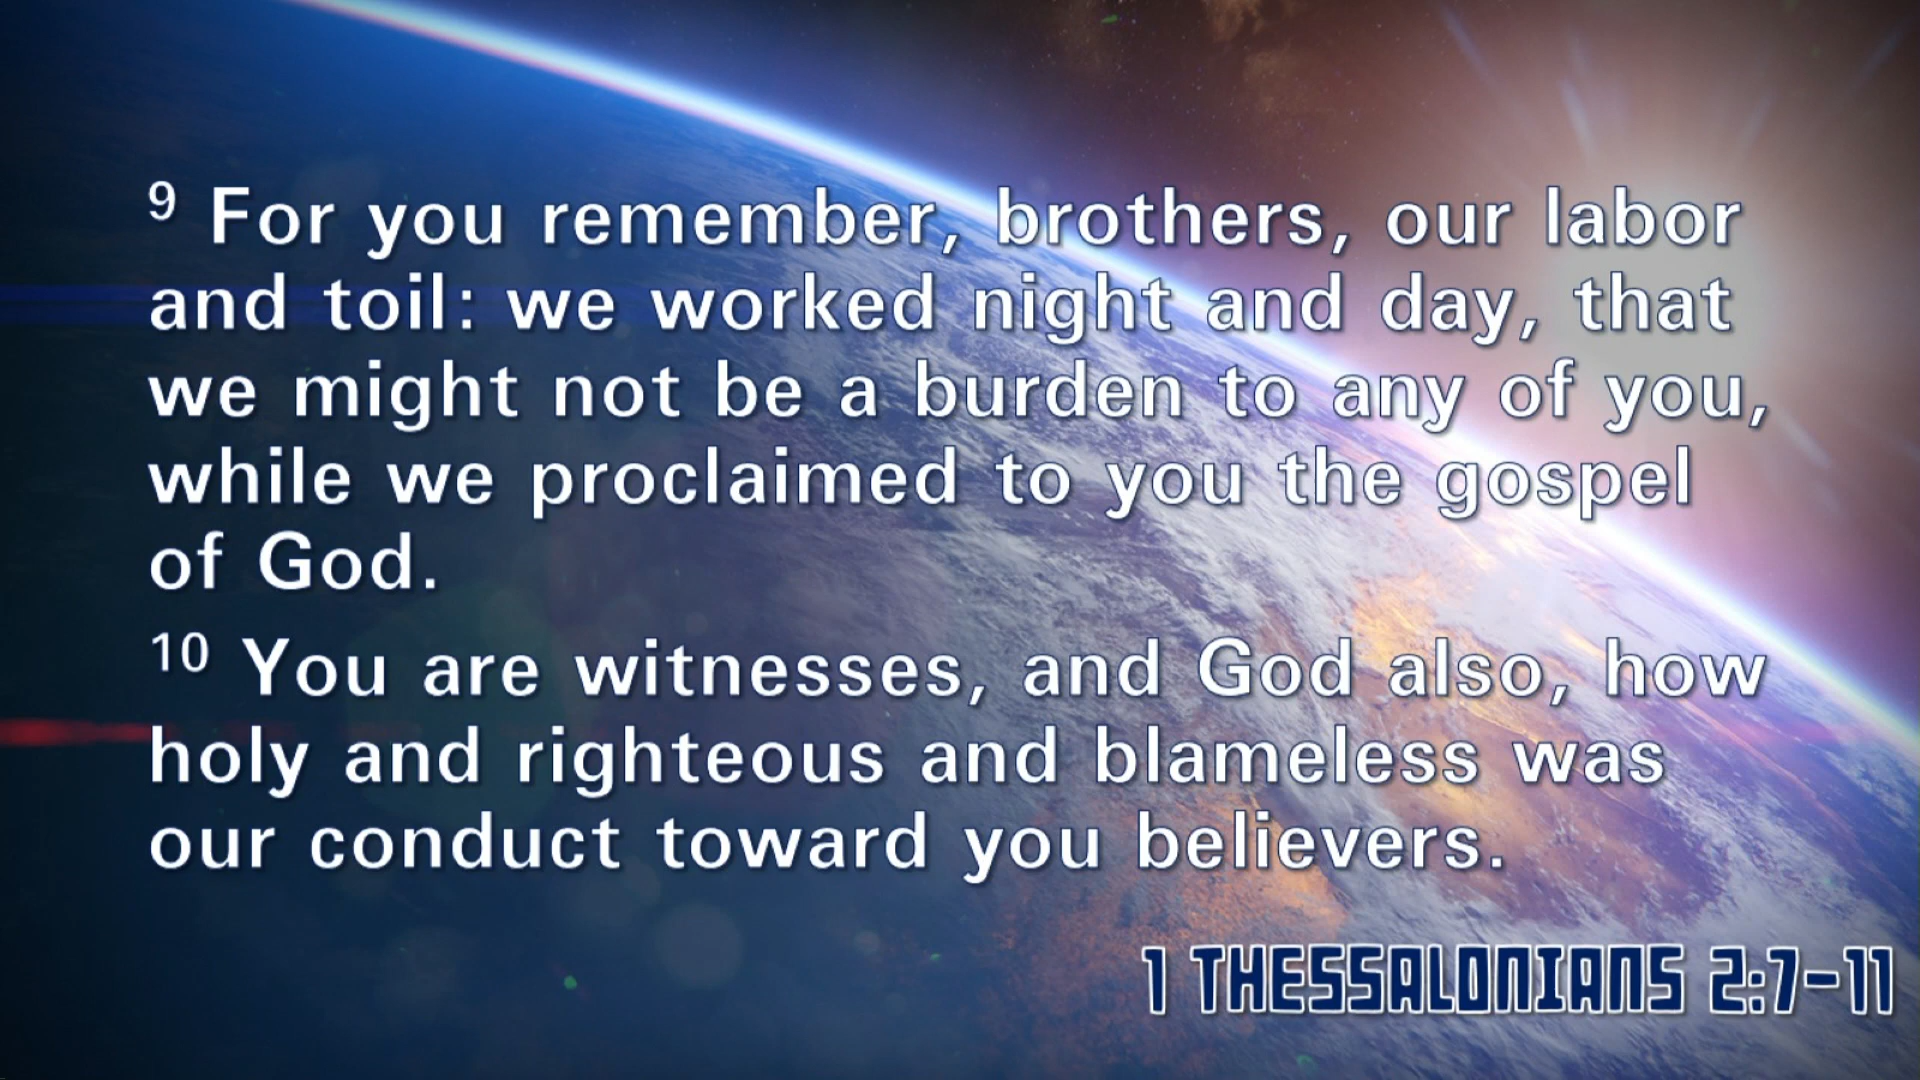 9 For you remember, brothers, our labor
and toil: we worked night and day, that
we might not be a burden to any of you,
while we proclaimed to you the gospel
of God.
10 You are witnesses, and God also, how
holy and righteous and blameless was
our conduct toward you believers.
1 THESSALONIANS 2:7-11